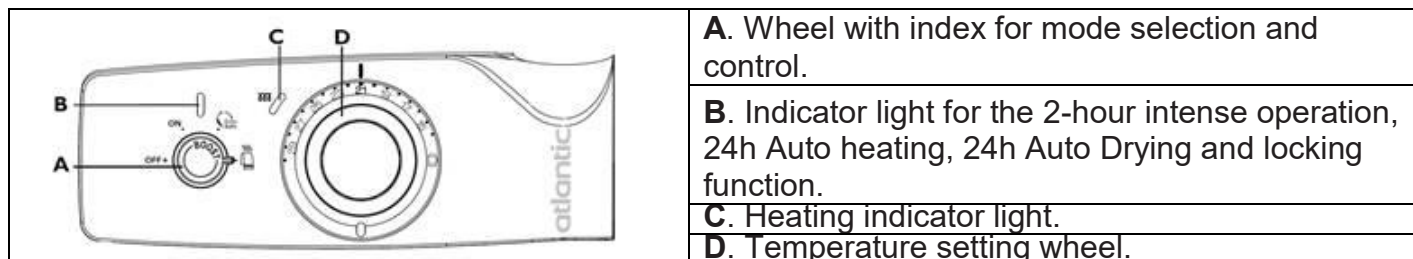 C D
B
A
ON
OFF
BOOST
atlantic
A. Wheel with index for mode selection and
control.
B. Indicator light for the 2-hour intense operation,
24h Auto heating, 24h Auto Drying and locking
function.
C. Heating indicator light.
D. Temperature setting wheel.